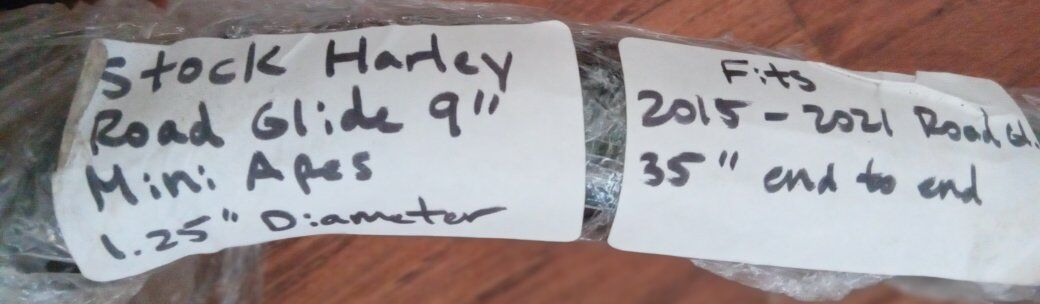 Stock Harley
Road Glide 9"
Mini Apes
1.25" Diameter
Fits
2015 - 2021 Road Gl.
35" end to end